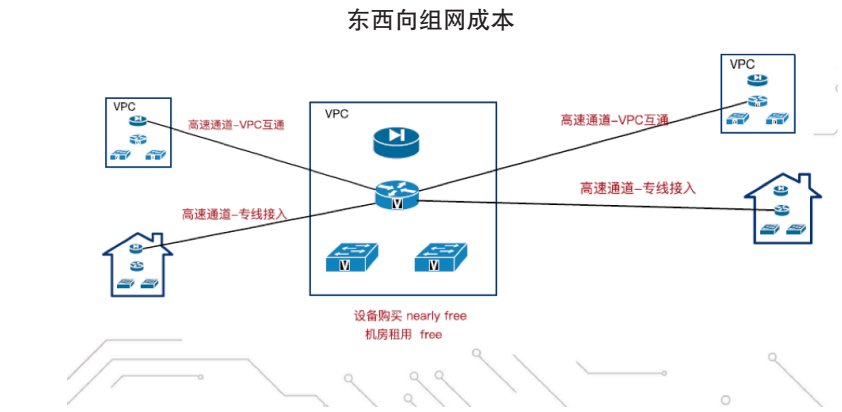 东西向组网成本
VPC
VPC
VPC
高速通道-VPC互通
高速通道-VPC互通
高速通道-专线接入
高速通道-专线接入
V
V
V
设备购买 nearly free
机房租用 free